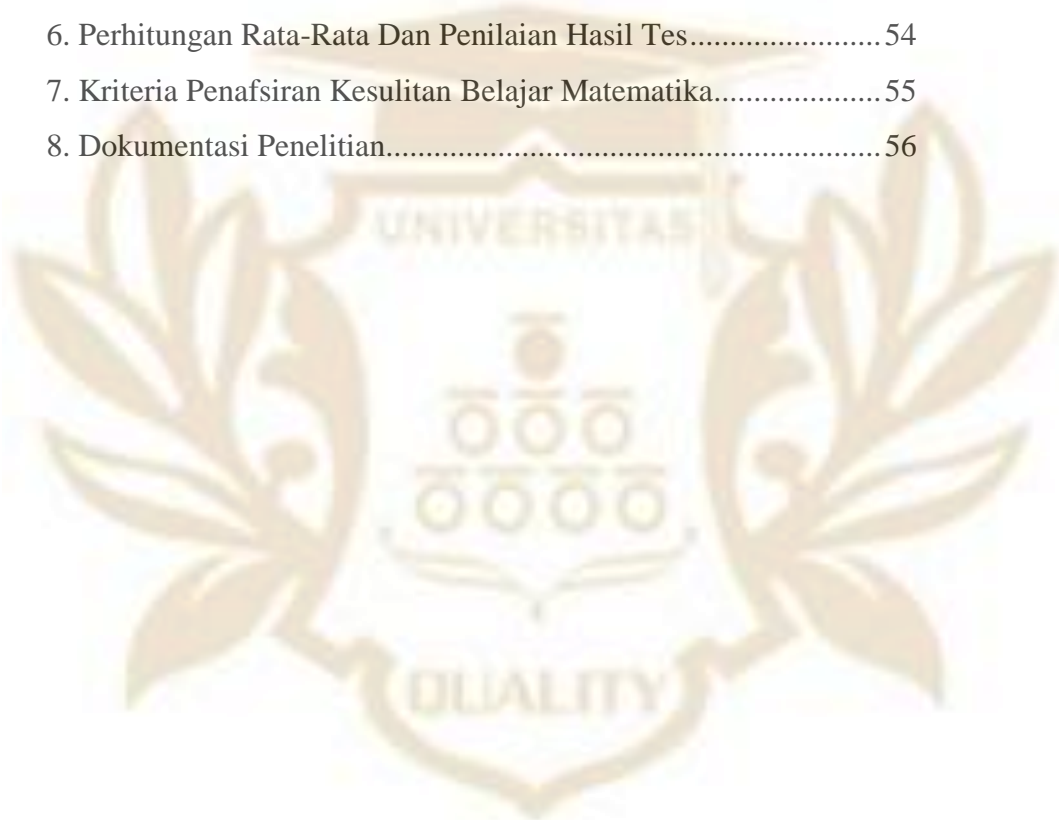 6. Perhitungan Rata-Rata Dan Penilaian Hasil Tes........................54
7. Kriteria Penafsiran Kesulitan Belajar Matematika.....................55
8. Dokumentasi Penelitian..............................................................56
UNIVERSITAS
QUALITY